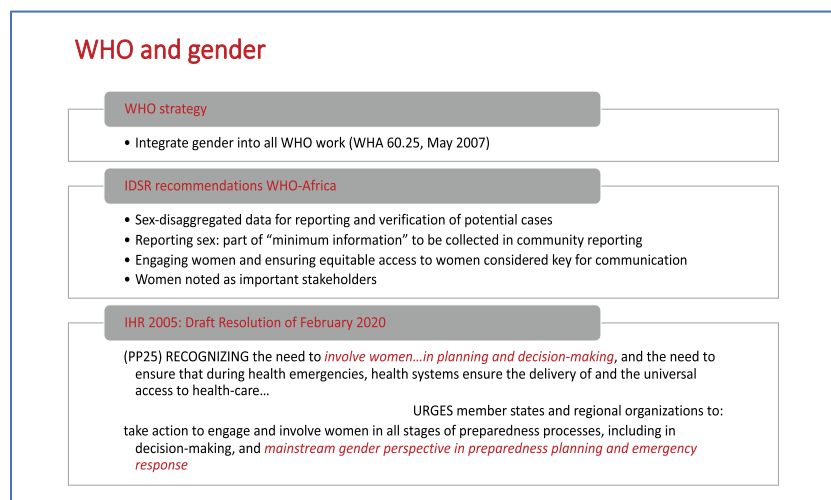 WHO and gender
WHO strategy
• Integrate gender into all WHO work (WHA 60.25, May 2007)
IDSR recommendations WHO-Africa
• Sex-disaggregated data for reporting and verification of potential cases
• Reporting sex: part of “minimum information” to be collected in community reporting
• Engaging women and ensuring equitable access to women considered key for communication
• Women noted as important stakeholders
IHR 2005: Draft Resolution of February 2020
(PP25) RECOGNIZING the need to involve women...in planning and decision-making, and the need to
ensure that during health emergencies, health systems ensure the delivery of and the universal
access to health-care…
URGES member states and regional organizations to:
take action to engage and involve women in all stages of preparedness processes, including in
decision-making, and mainstream gender perspective in preparedness planning and emergency
response